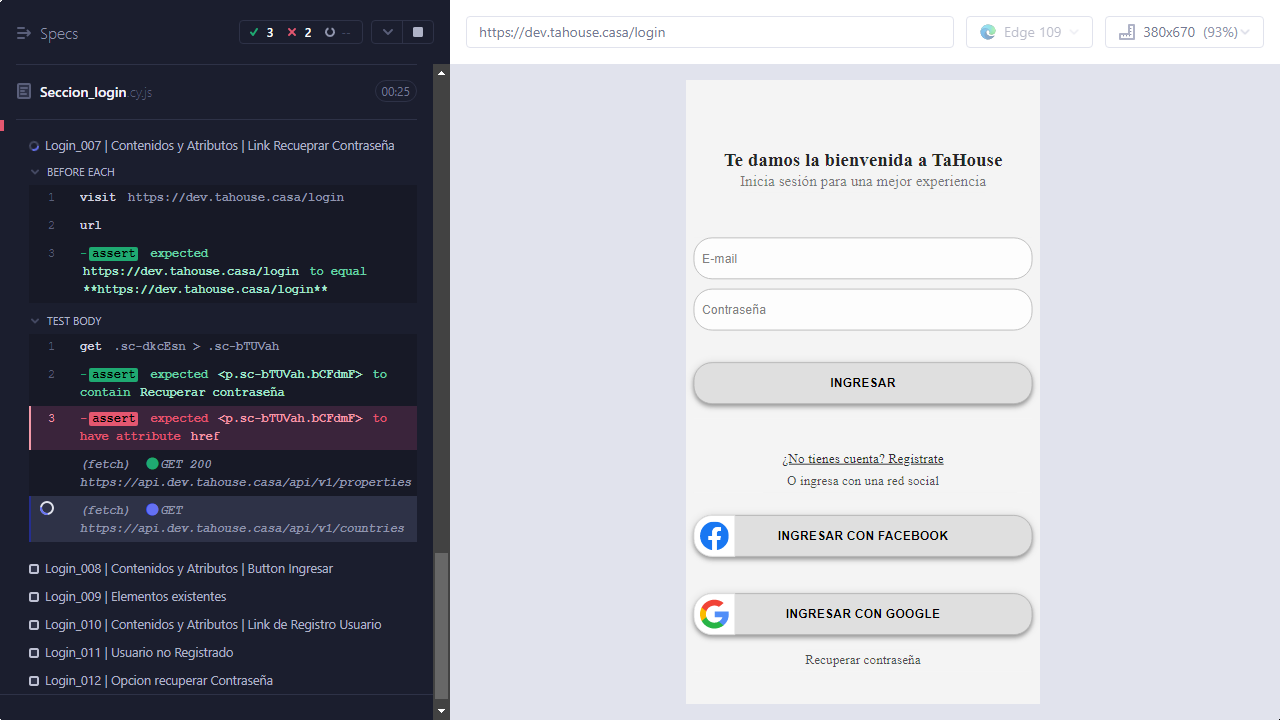 Specs
3 2 --
Seccion_login.cy.js
00:25
Login_007 | Contenidos y Atributos | Link Recueprar Contraseña
BEFORE EACH
1 visit https://dev.tahouse.casa/login
2 url
3 -assert expected
https://dev.tahouse.casa/login to equal
**https://dev.tahouse.casa/login**
TEST BODY
1 get .sc-dkcEsn > .sc-bTUVah
2 -assert expected <p.sc-bTUVah.bCFdmF> to
contain Recuperar contraseña
3 -assert expected <p.sc-bTUVah.bCFdmF> to
have attribute href
(fetch) GET 200
https://api.dev.tahouse.casa/api/v1/properties
(fetch) GET
https://api.dev.tahouse.casa/api/v1/countries
Login_008 | Contenidos y Atributos | Button Ingresar
Login_009 | Elementos existentes
Login_010 | Contenidos y Atributos | Link de Registro Usuario
Login_011 | Usuario no Registrado
Login_012 | Opcion recuperar Contraseña
https://dev.tahouse.casa/login
Edge 109
380x670 (93%)
Te damos la bienvenida a TaHouse
Inicia sesión para una mejor experiencia
E-mail
Contraseña
INGRESAR
¿No tienes cuenta? Registrate
O ingresa con una red social
INGRESAR CON FACEBOOK
INGRESAR CON GOOGLE
Recuperar contraseña